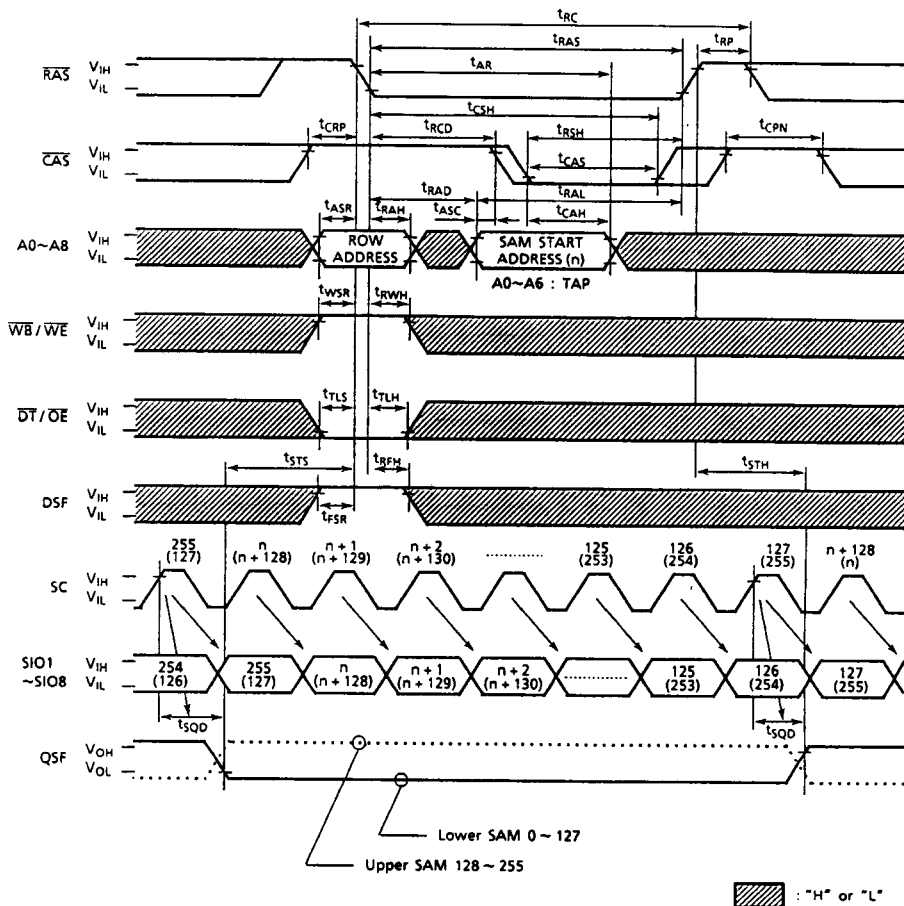 tRC
tRAS
tRP
tAR
RAS
VIH
VIL
tCSH
tCRP
tRCD
tRSH
tCPN
CAS
VIH
VIL
tCAS
tRAD
tRAL
tASR
tRAH
tASC
tCAH
A0~A8
VIH
VIL
ROW
ADDRESS
SAM START
ADDRESS (n)
A0~A6 : TAP
tWSR
tRWH
WB / WE
VIH
VIL
tTLS
tTLH
DT / OE
VIH
VIL
tSTS
tRFH
tSTH
DSF
VIH
VIL
tFSR
255
(127)
n
(n + 128)
n + 1
(n + 129)
n + 2
(n + 130)
125
(253)
126
(254)
127
(255)
n + 128
(n)
SC
VIH
VIL
SIO1
~SIO8
VIH
VIL
254
(126)
255
(127)
n
(n + 128)
n + 1
(n + 129)
n + 2
(n + 130)
125
(253)
126
(254)
127
(255)
tSQD
tSQD
QSF
VOH
VOL
Lower SAM 0 ~ 127
Upper SAM 128 ~ 255
: "H" or "L"